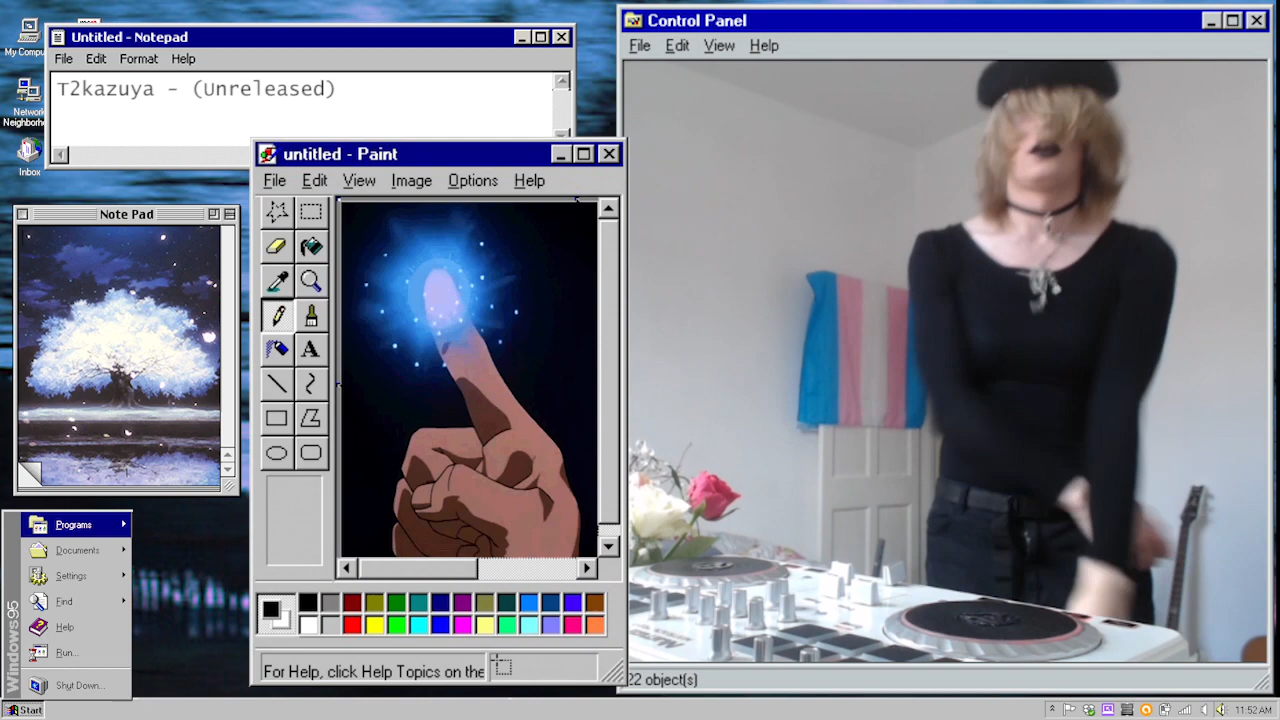 My Compu
Network
Neighborho
Inbox
Untitled - Notepad
File Edit Format Help
T2kazuya - (Unreleased)
Note Pad
untitled - Paint
File Edit View Image Options Help
A
For Help, click Help Topics on the
Control Panel
File Edit View Help
22 object(s)
Windows95
Programs
Documents
Settings
Find
Help
Run...
Shut Down...
Start
11:52 AM